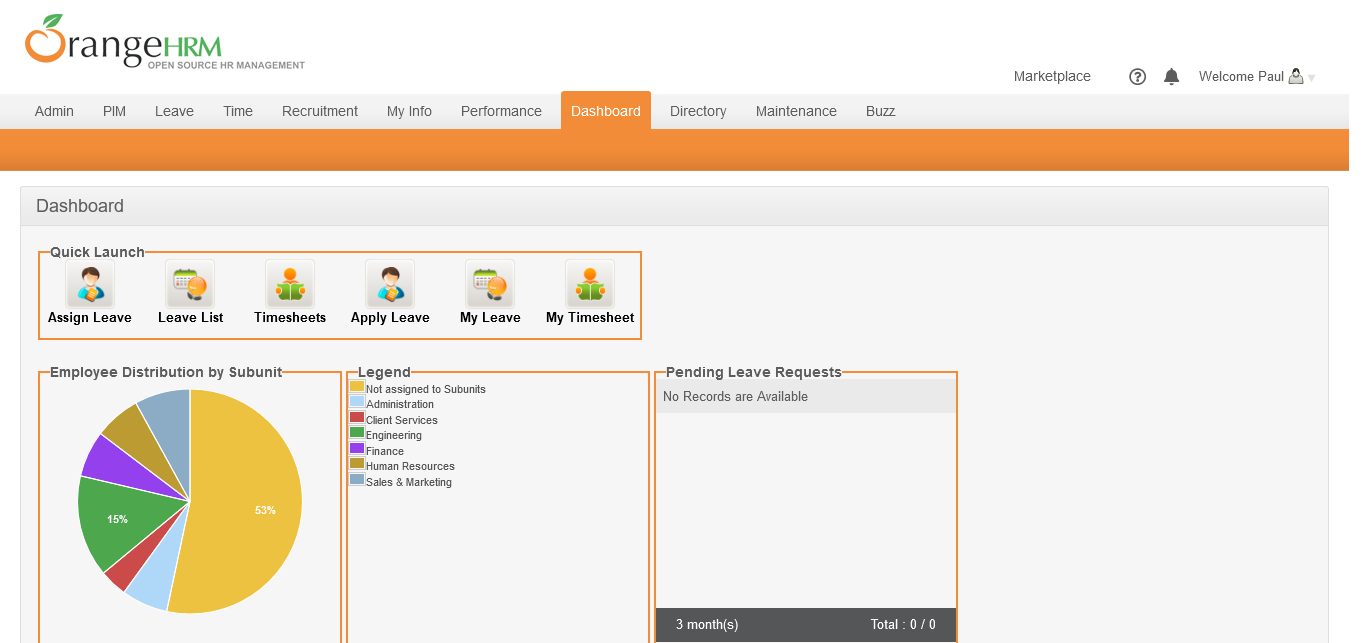 OrangeHRM
OPEN SOURCE HR MANAGEMENT
Marketplace ? Welcome Paul
Admin PIM Leave Time Recruitment My Info Performance Dashboard Directory Maintenance Buzz
Dashboard
Quick Launch
Assign Leave Leave List Timesheets Apply Leave My Leave My Timesheet
Employee Distribution by Subunit
53%
15%
Legend
Not assigned to Subunits
Administration
Client Services
Engineering
Finance
Human Resources
Sales & Marketing
Pending Leave Requests
No Records are Available
3 month(s) Total : 0 / 0